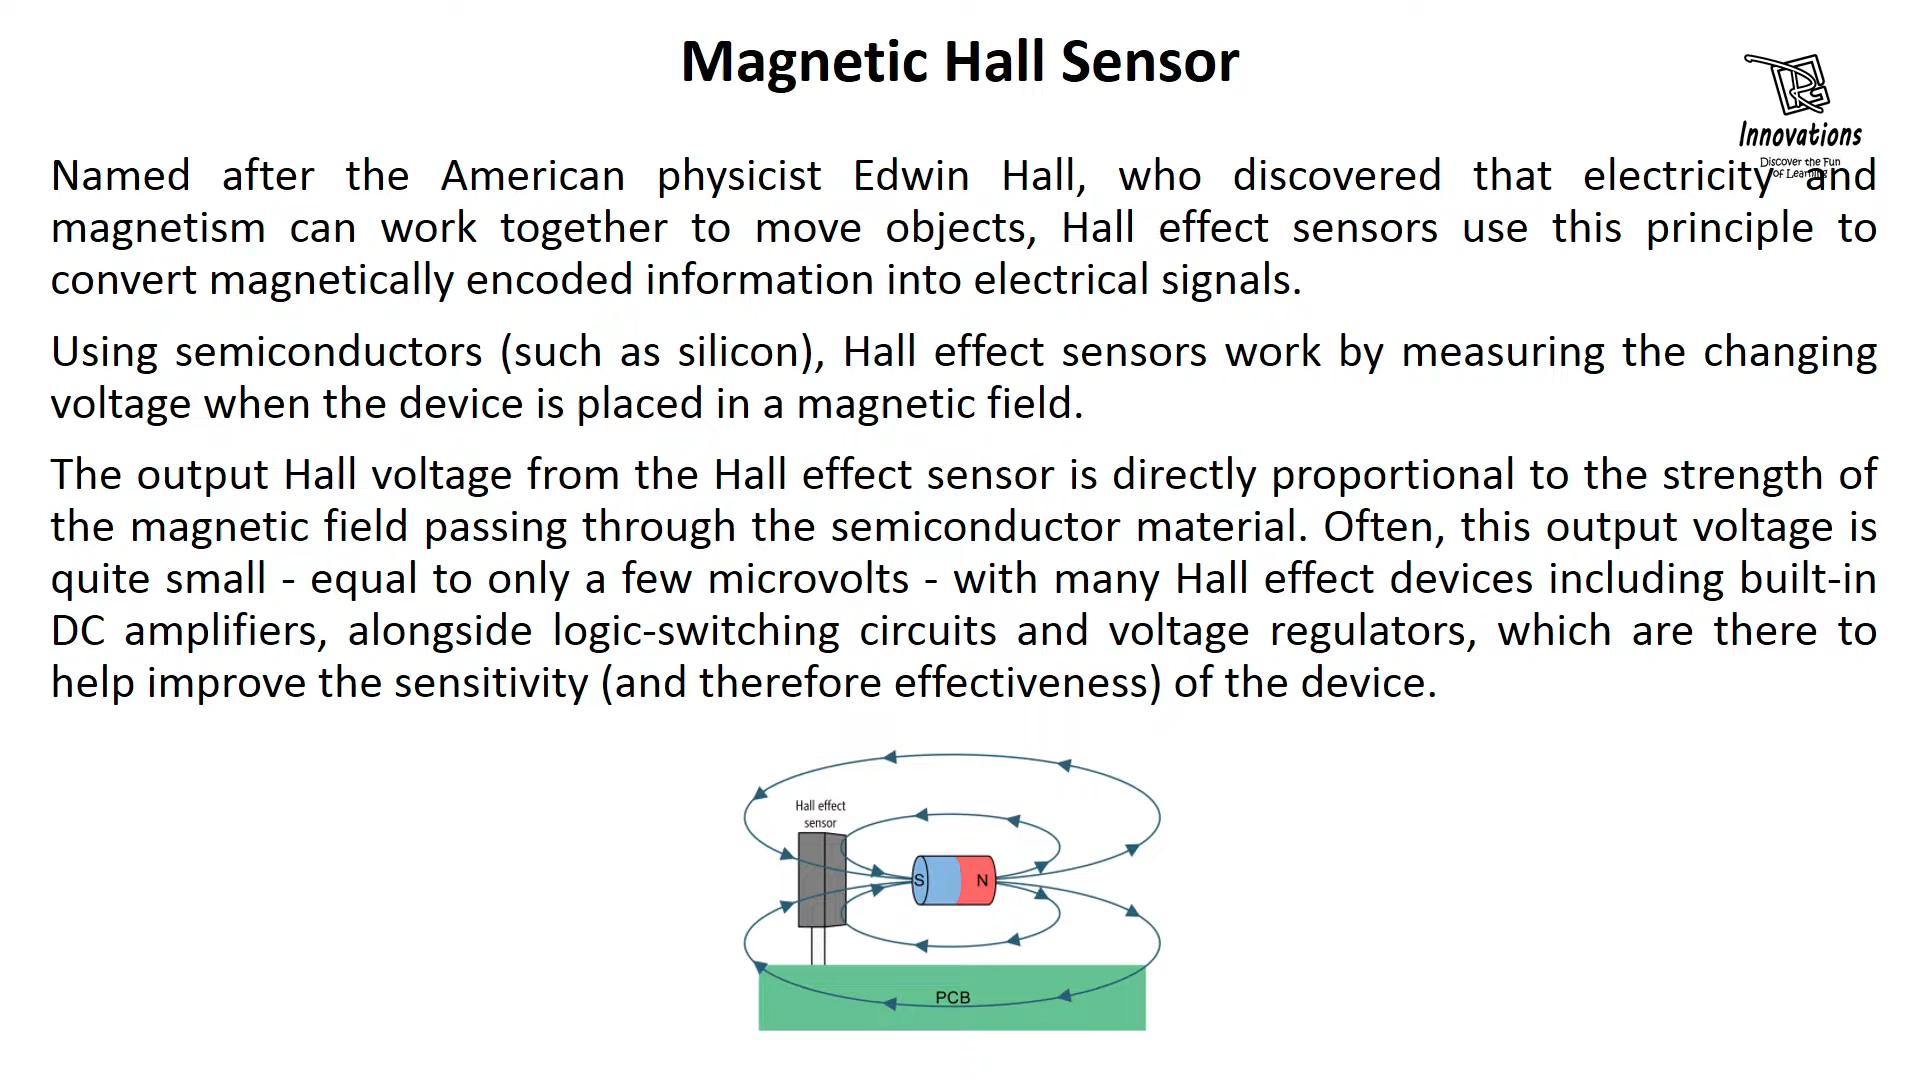 Magnetic Hall Sensor
Innovations
Discover the Fun
of Learning
Named after the American physicist Edwin Hall, who discovered that electricity and
magnetism can work together to move objects, Hall effect sensors use this principle to
convert magnetically encoded information into electrical signals.
Using semiconductors (such as silicon), Hall effect sensors work by measuring the changing
voltage when the device is placed in a magnetic field.
The output Hall voltage from the Hall effect sensor is directly proportional to the strength of
the magnetic field passing through the semiconductor material. Often, this output voltage is
quite small - equal to only a few microvolts - with many Hall effect devices including built-in
DC amplifiers, alongside logic-switching circuits and voltage regulators, which are there to
help improve the sensitivity (and therefore effectiveness) of the device.
Hall effect
sensor
S N
PCB